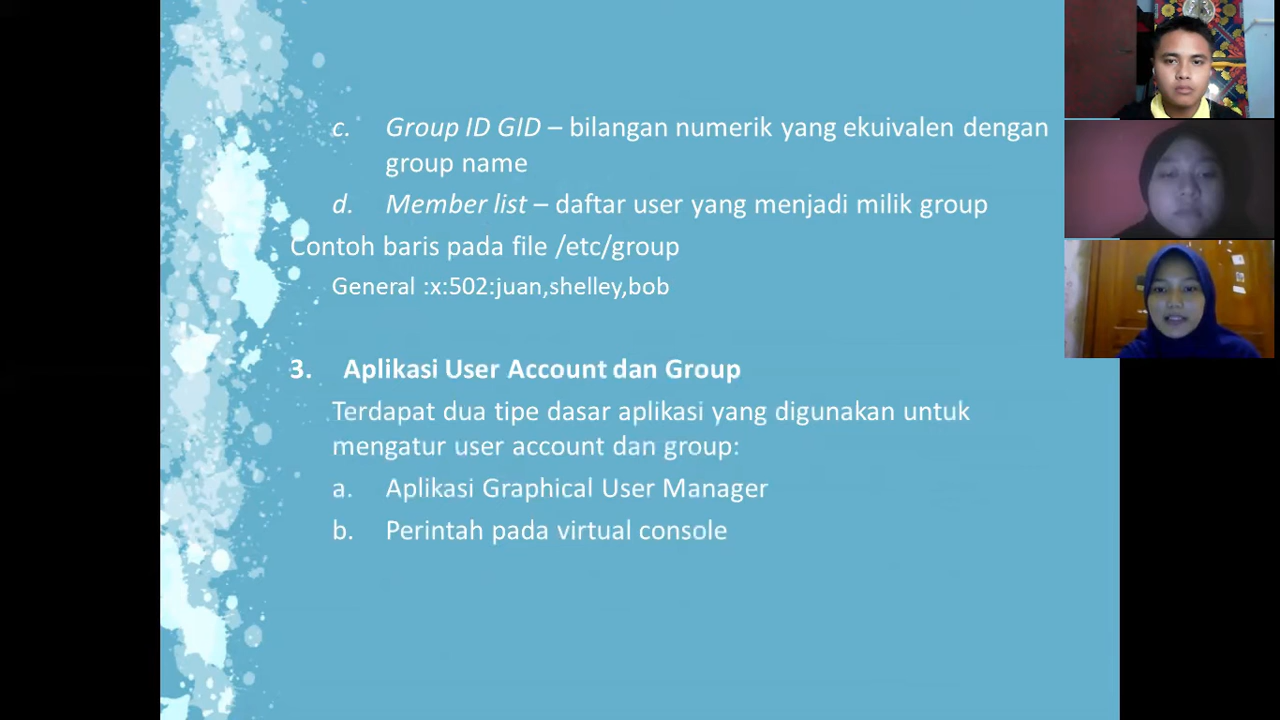 c. Group ID GID – bilangan numerik yang ekuivalen dengan
group name
d. Member list – daftar user yang menjadi milik group
Contoh baris pada file /etc/group
General :x:502:juan,shelley,bob
3. Aplikasi User Account dan Group
Terdapat dua tipe dasar aplikasi yang digunakan untuk
mengatur user account dan group:
a. Aplikasi Graphical User Manager
b. Perintah pada virtual console